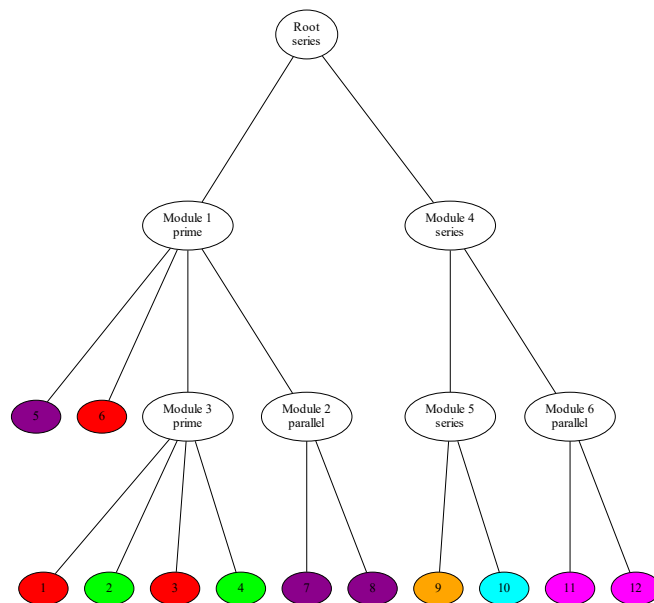 Root
series
Module 1
prime
Module 4
series
5
6
Module 3
prime
Module 2
parallel
Module 5
series
Module 6
parallel
1
2
3
4
7
8
9
10
11
12